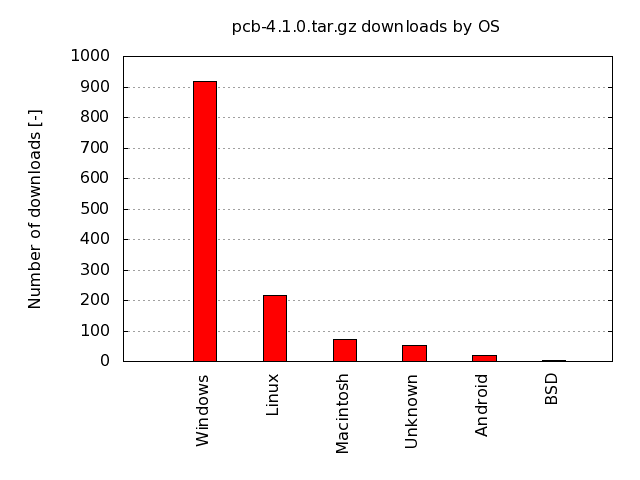 pcb-4.1.0.tar.gz downloads by OS
Number of downloads [-]
1000
900
800
700
600
500
400
300
200
100
0
Windows
Linux
Macintosh
Unknown
Android
BSD